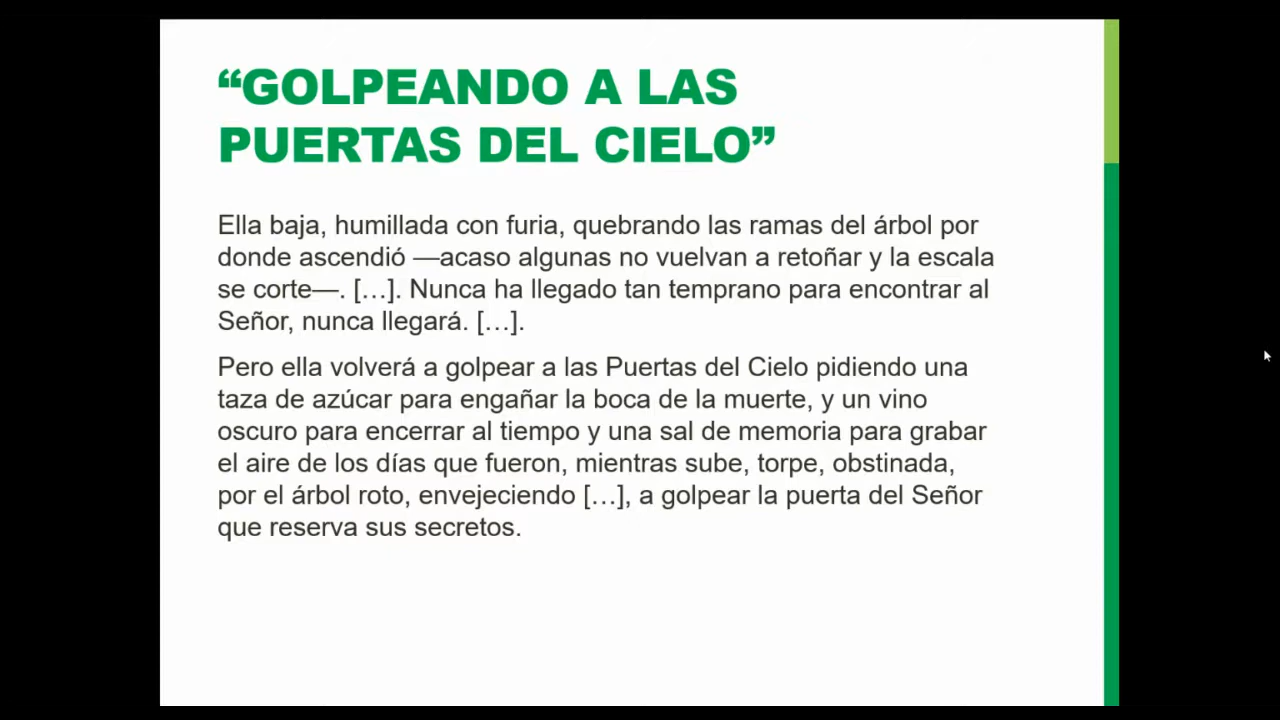 “GOLPEANDO A LAS
PUERTAS DEL CIELO”
Ella baja, humillada con furia, quebrando las ramas del árbol por
donde ascendió —acaso algunas no vuelvan a retoñar y la escala
se corte—. […]. Nunca ha llegado tan temprano para encontrar al
Señor, nunca llegará. […].
Pero ella volverá a golpear a las Puertas del Cielo pidiendo una
taza de azúcar para engañar la boca de la muerte, y un vino
oscuro para encerrar al tiempo y una sal de memoria para grabar
el aire de los días que fueron, mientras sube, torpe, obstinada,
por el árbol roto, envejeciendo […], a golpear la puerta del Señor
que reserva sus secretos.